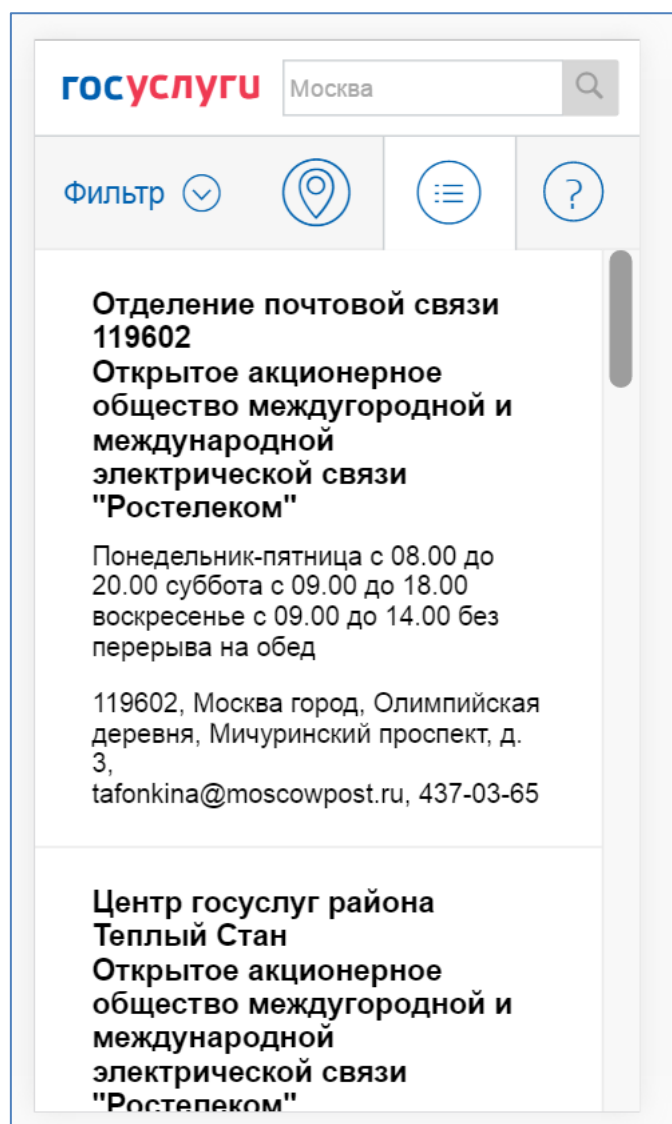 госуслуги
Москва
Фильтр
?
Отделение почтовой связи
119602
Открытое акционерное
общество междугородной и
международной
электрической связи
"Ростелеком"
Понедельник-пятница с 08.00 до
20.00 суббота с 09.00 до 18.00
воскресенье с 09.00 до 14.00 без
перерыва на обед
119602, Москва город, Олимпийская
деревня, Мичуринский проспект, д.
3,
tafonkina@moscowpost.ru, 437-03-65
Центр госуслуг района
Теплый Стан
Открытое акционерное
общество междугородной и
международной
электрической связи
"Ростелеком"